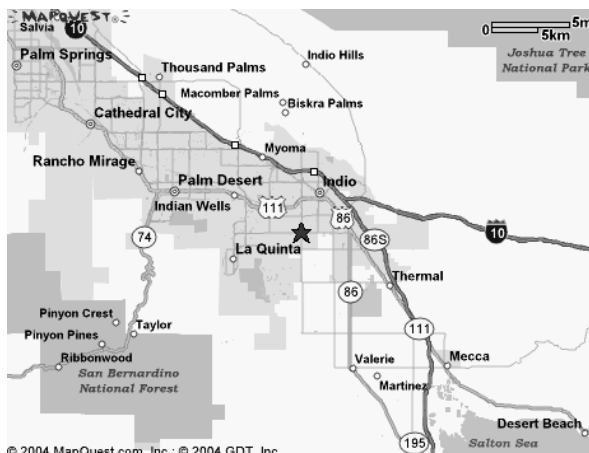 MAPQUEST
Salvia
10
5mi
5km
Palm Springs
Thousand Palms
Indio Hills
Joshua Tree
National Park
Macomber Palms
Biskra Palms
Cathedral City
Myoma
Rancho Mirage
Palm Desert
Indio
Indian Wells
111
86
10
74
86S
La Quinta
86
Thermal
Pinyon Crest
111
Pinyon Pines
Taylor
Ribbonwood
Valerie
Mecca
San Bernardino
National Forest
Martinez
Desert Beach
195
Salton Sea
© 2004 MapQuest.com, Inc.; © 2004 GDT, Inc.